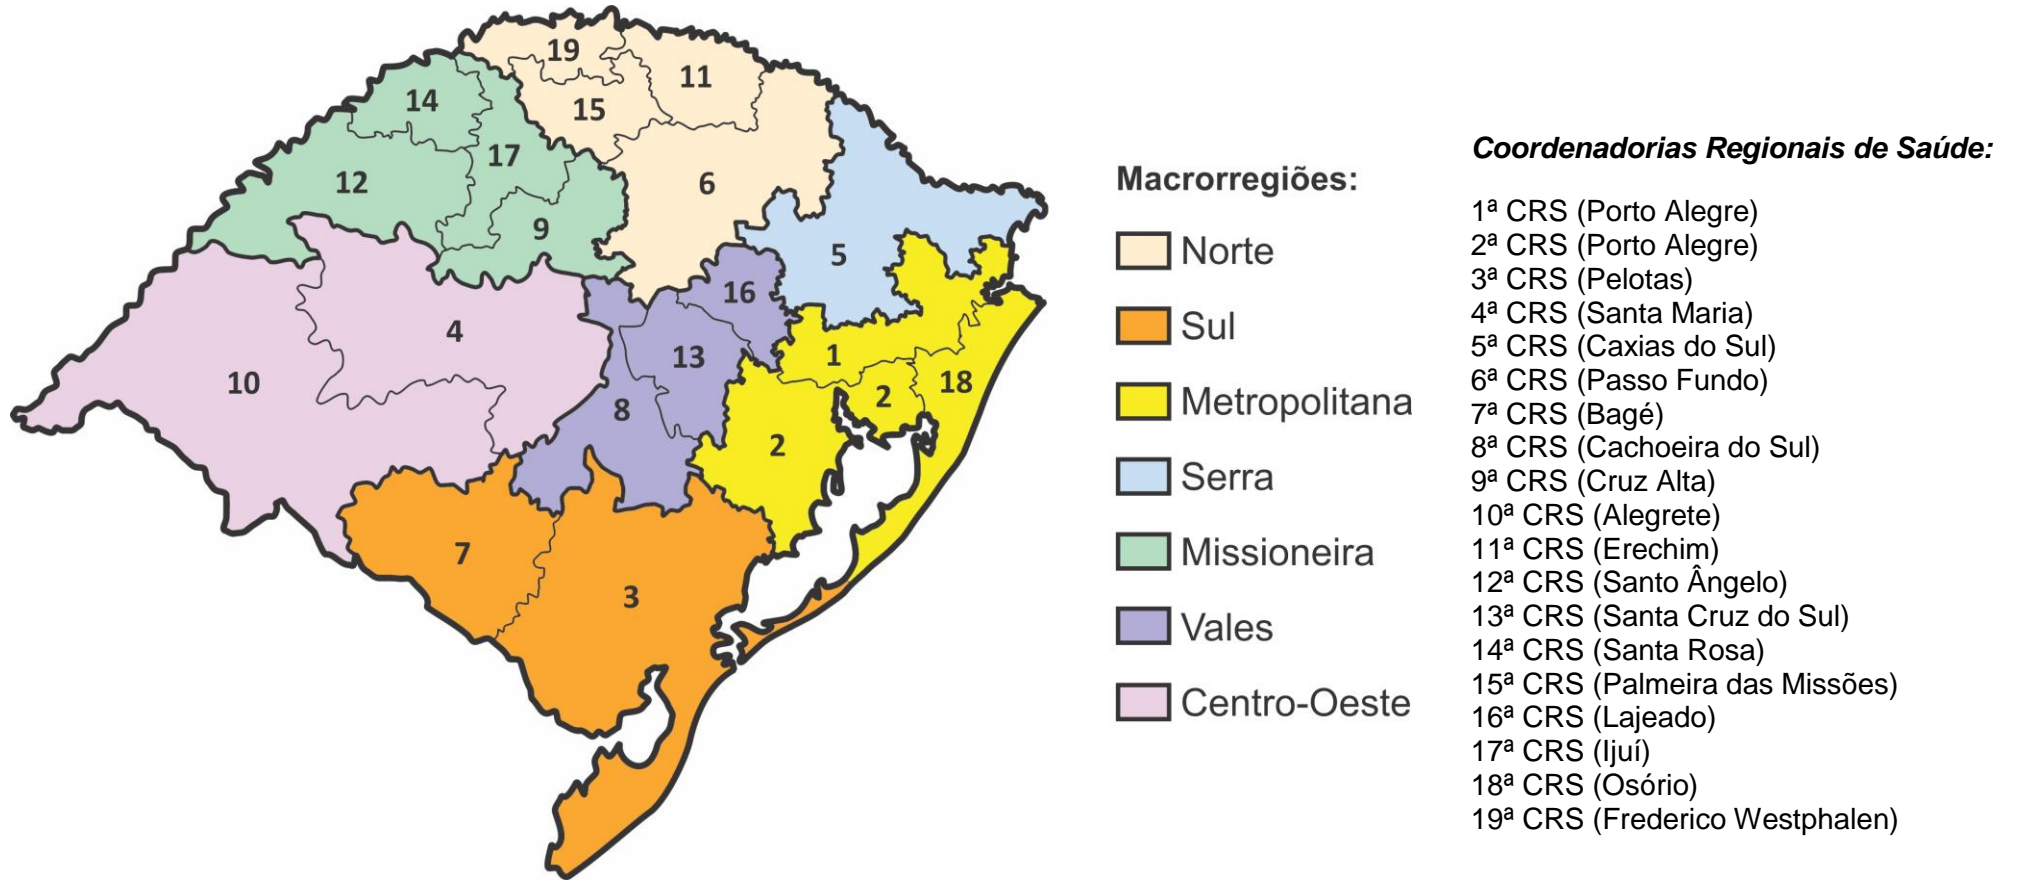 19
11
14
15
17
12
6
9
5
16
4
13
1
10
18
2
8
2
7
3
Macrorregiões:
Norte
Sul
Metropolitana
Serra
Missioneira
Vales
Centro-Oeste
Coordenadorias Regionais de Saúde:
1ª CRS (Porto Alegre)
2ª CRS (Porto Alegre)
3ª CRS (Pelotas)
4ª CRS (Santa Maria)
5ª CRS (Caxias do Sul)
6ª CRS (Passo Fundo)
7ª CRS (Bagé)
8ª CRS (Cachoeira do Sul)
9ª CRS (Cruz Alta)
10ª CRS (Alegrete)
11ª CRS (Erechim)
12ª CRS (Santo Ângelo)
13ª CRS (Santa Cruz do Sul)
14ª CRS (Santa Rosa)
15ª CRS (Palmeira das Missões)
16ª CRS (Lajeado)
17ª CRS (Ijuí)
18ª CRS (Osório)
19ª CRS (Frederico Westphalen)